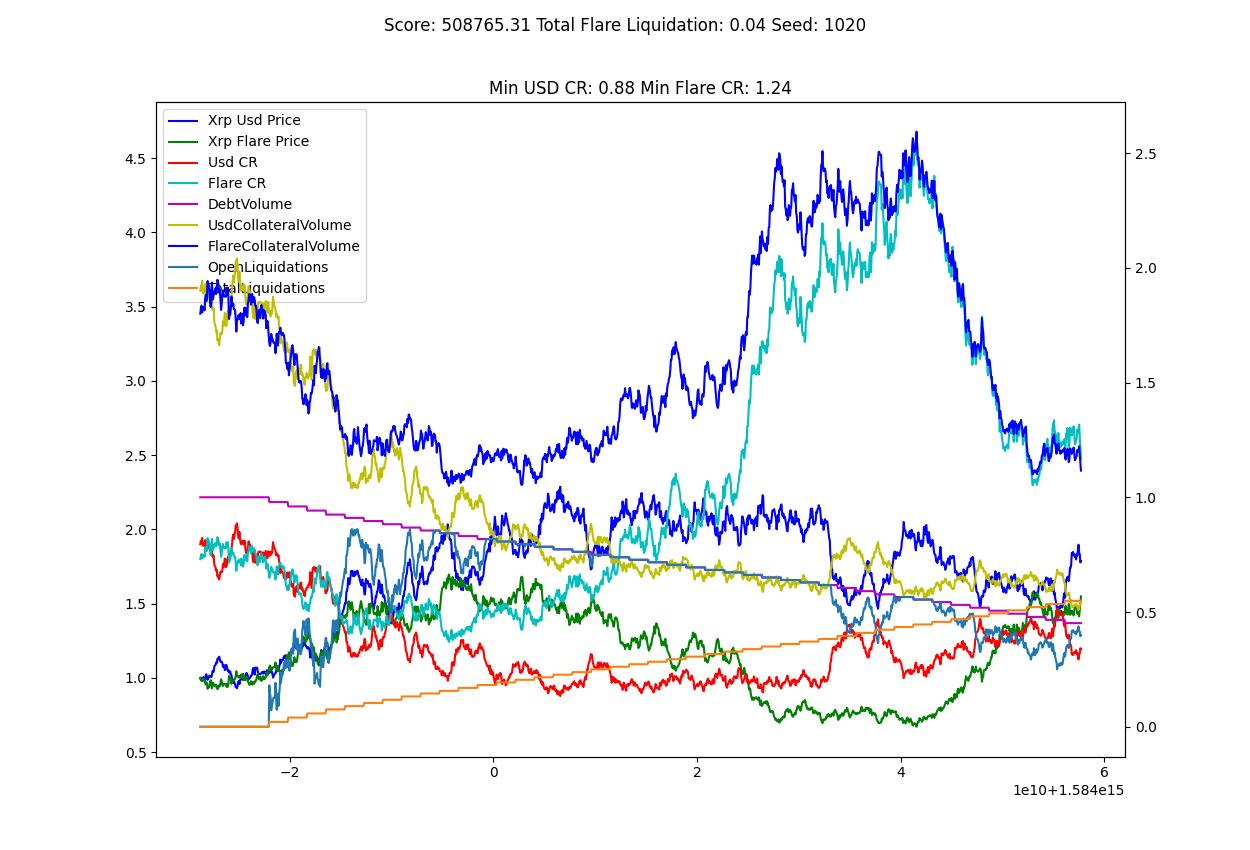 Score: 508765.31 Total Flare Liquidation: 0.04 Seed: 1020
Min USD CR: 0.88 Min Flare CR: 1.24
Xrp Usd Price
Xrp Flare Price
Usd CR
Flare CR
DebtVolume
UsdCollateralVolume
FlareCollateralVolume
OpenLiquidations
TotalLiquidations
4.5
4.0
3.5
3.0
2.5
2.0
1.5
1.0
0.5
2.5
2.0
1.5
1.0
0.5
0.0
−2
0
2
4
6
1e10+1.584e15